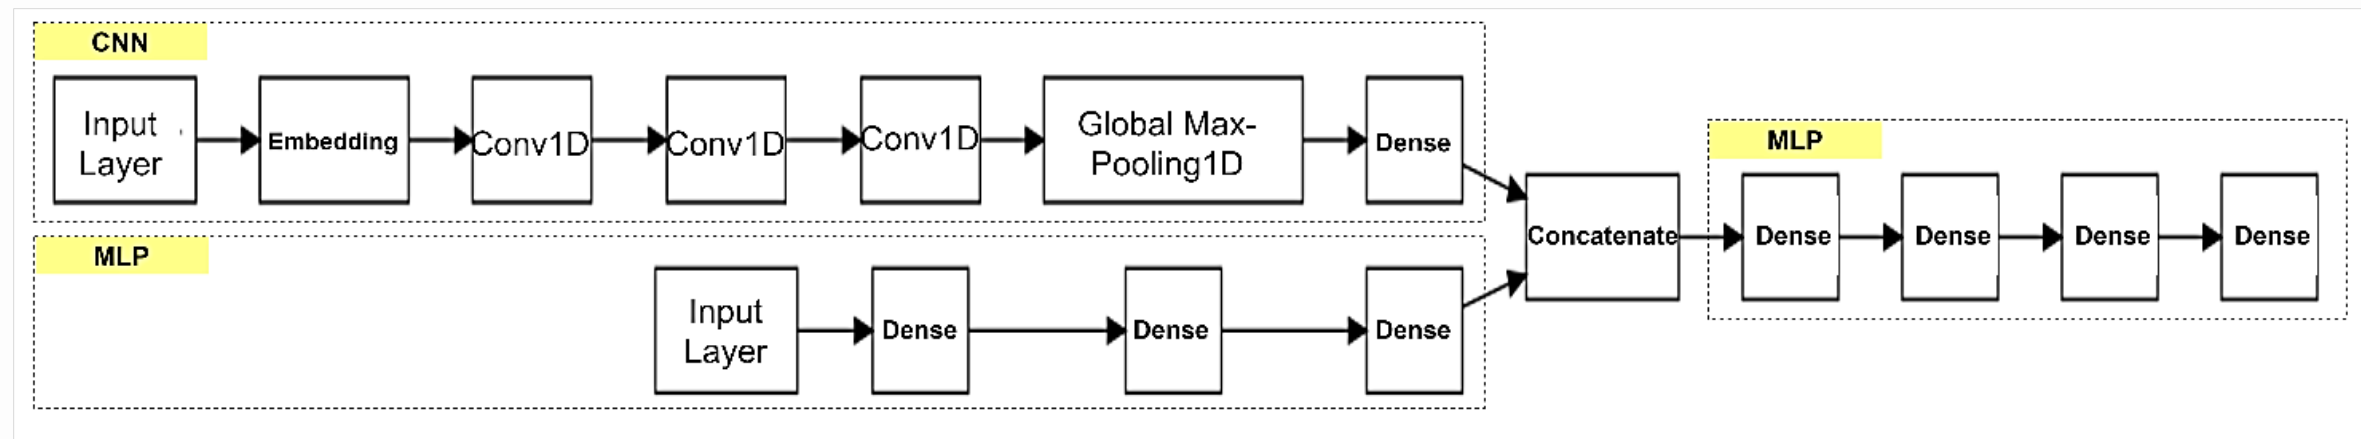 CNN
Input
Layer
Embedding
Conv1D
Conv1D
Conv1D
Global Max-
Pooling1D
Dense
MLP
Input
Layer
Dense
Dense
Dense
Concatenate
MLP
Dense
Dense
Dense
Dense